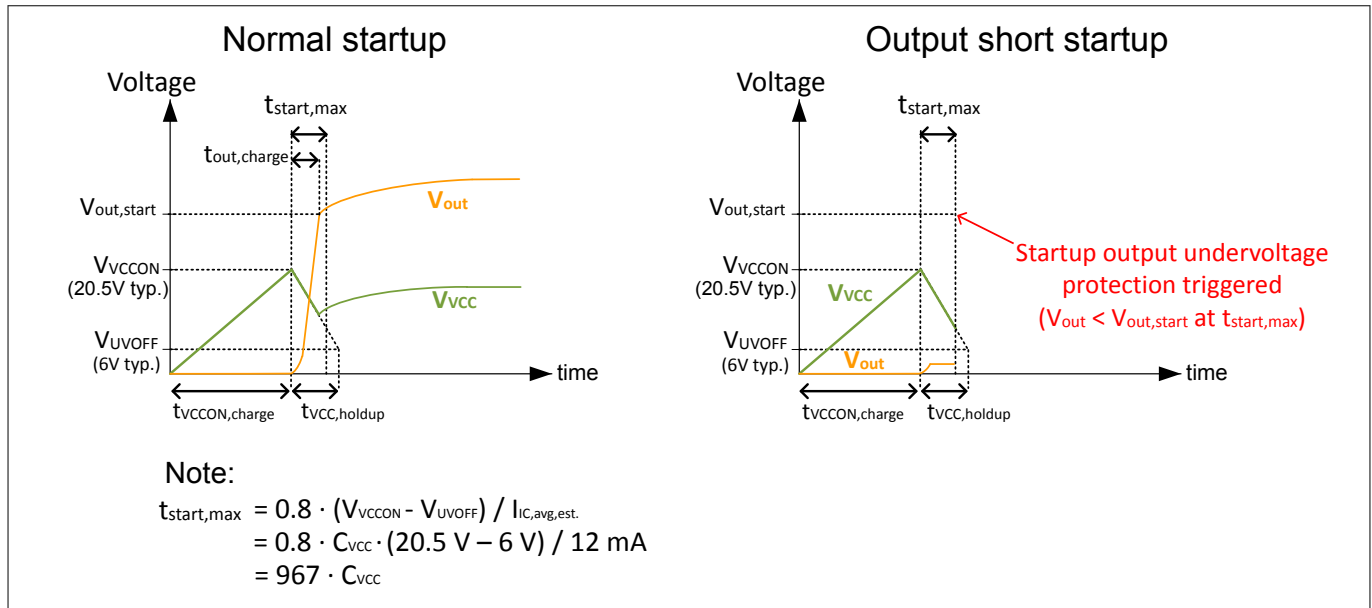 Normal startup
Voltage
tstart,max
tout,charge
Vout,start
Vout
VVCCON
(20.5V typ.)
VVCC
VUVOFF
(6V typ.)
time
tVCCON,charge
tVCC,holdup
Note:
tstart,max = 0.8 · (VVCCON - VUVOFF) / IIC,avg,est.
= 0.8 · CVCC · (20.5 V – 6 V) / 12 mA
= 967 · CVCC
Output short startup
Voltage
tstart,max
Vout,start
VVCCON
(20.5V typ.)
VVCC
Startup output undervoltage
protection triggered
(Vout < Vout,start at tstart,max)
VUVOFF
(6V typ.)
Vout
time
tVCCON,charge
tVCC,holdup